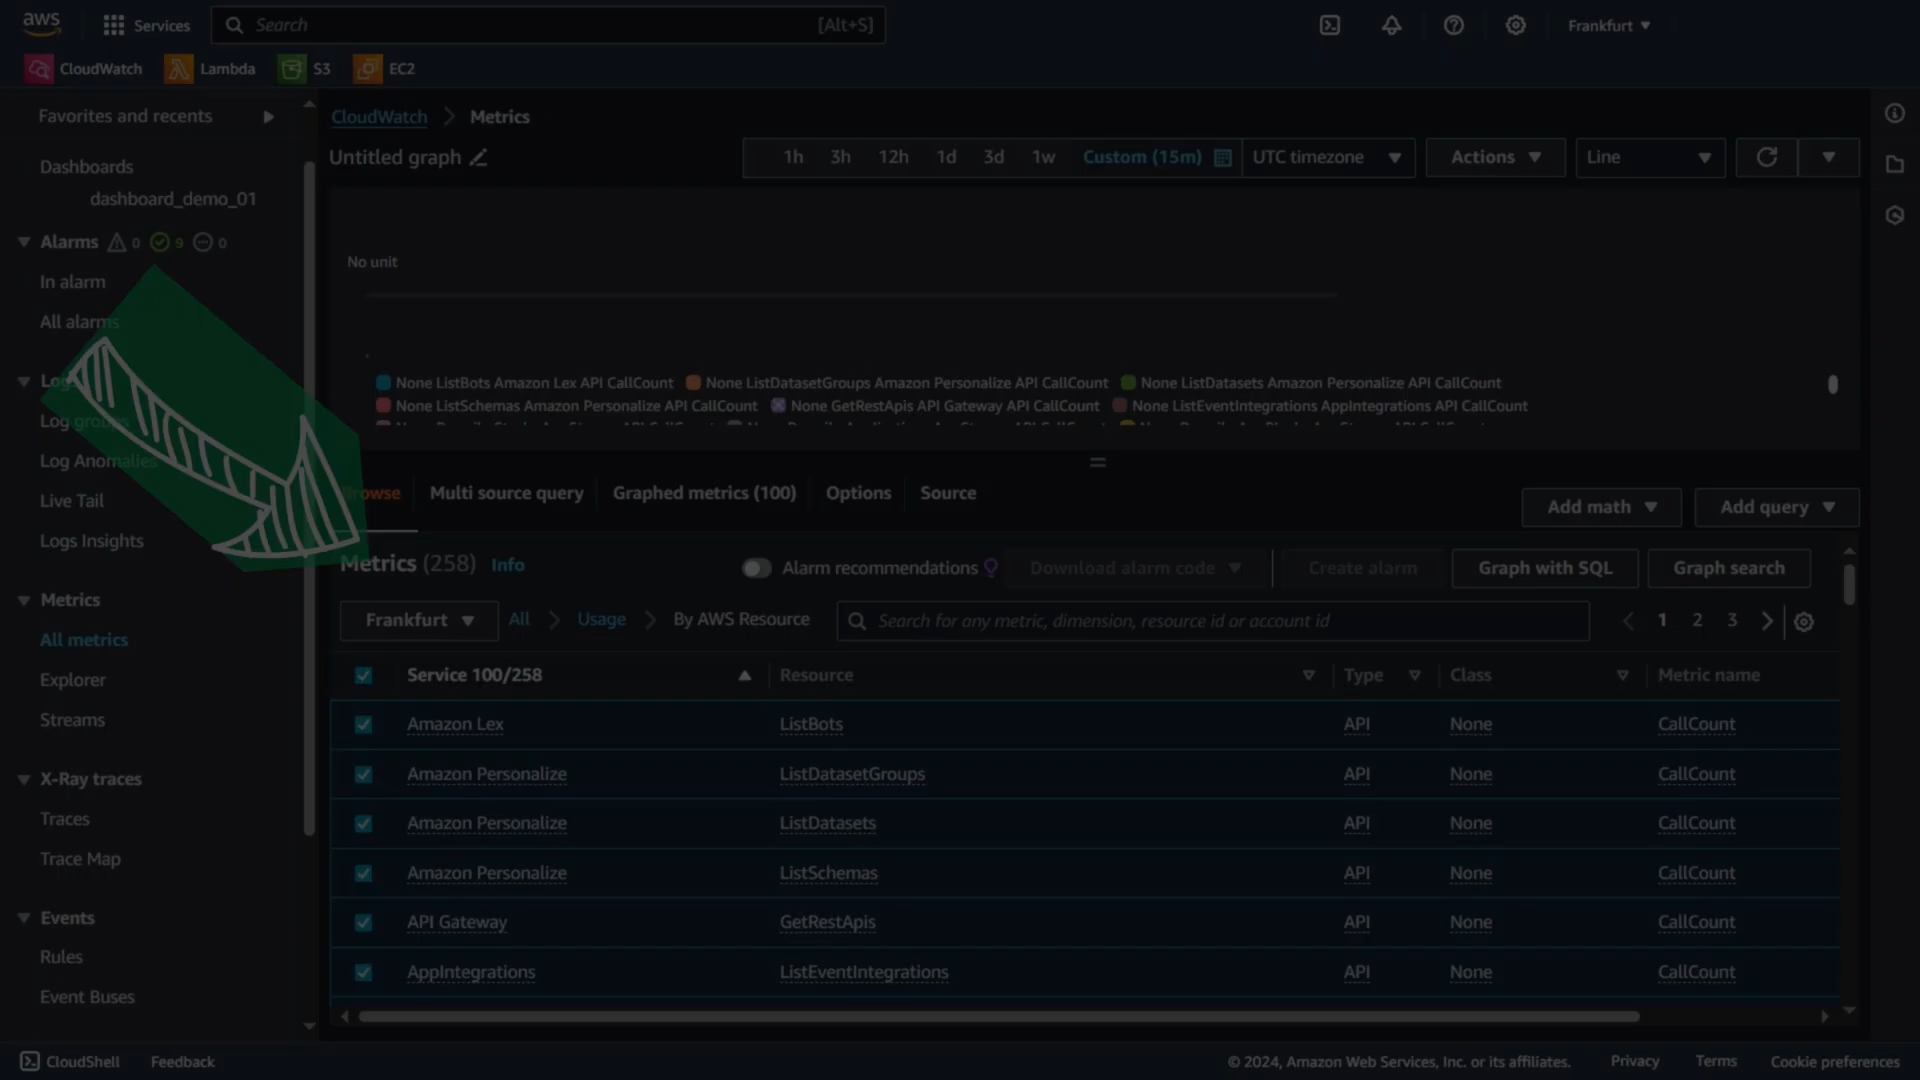 aws
Services
Search
[Alt+S]
Frankfurt
CloudWatch
Lambda
S3
EC2
Favorites and recents
Dashboards
dashboard_demo_01
Alarms
0
9
0
In alarm
All alarms
Log groups
Log Anomalies
Live Tail
Logs Insights
Metrics
All metrics
Explorer
Streams
X-Ray traces
Traces
Trace Map
Events
Rules
Event Buses
CloudWatch
Metrics
Untitled graph
1h
3h
12h
1d
3d
1w
Custom (15m)
UTC timezone
Actions
Line
No unit
None ListBots Amazon Lex API CallCount
None ListDatasetGroups Amazon Personalize API CallCount
None ListDatasets Amazon Personalize API CallCount
None ListSchemas Amazon Personalize API CallCount
None GetRestApis API Gateway API CallCount
None ListEventIntegrations AppIntegrations API CallCount
Browse
Multi source query
Graphed metrics (100)
Options
Source
Add math
Add query
Metrics (258)
Info
Alarm recommendations
Download alarm code
Create alarm
Graph with SQL
Graph search
Frankfurt
All
Usage
By AWS Resource
Search for any metric, dimension, resource id or account id
1
2
3
Service 100/258
Resource
Type
Class
Metric name
Amazon Lex
ListBots
API
None
CallCount
Amazon Personalize
ListDatasetGroups
API
None
CallCount
Amazon Personalize
ListDatasets
API
None
CallCount
Amazon Personalize
ListSchemas
API
None
CallCount
API Gateway
GetRestApis
API
None
CallCount
AppIntegrations
ListEventIntegrations
API
None
CallCount
CloudShell
Feedback
© 2024, Amazon Web Services, Inc. or its affiliates.
Privacy
Terms
Cookie preferences